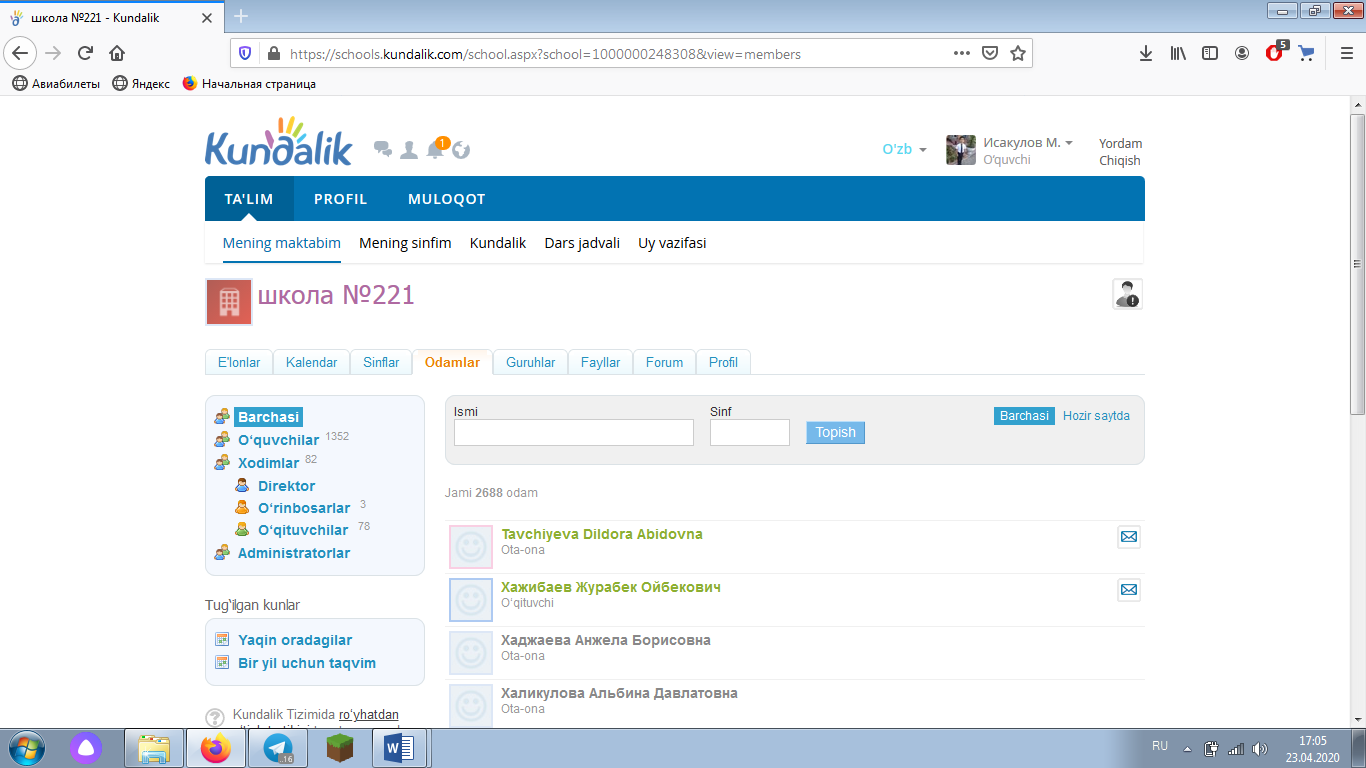 школа №221 - Kundalik
https://schools.kundalik.com/school.aspx?school=1000000248308&view=members
5
Авиабилеты Яндекс Начальная страница
Kundalik
1
O'zb
Исакулов М.
O'quvchi
Yordam
Chiqish
TA'LIM PROFIL MULOQOT
Mening maktabim Mening sinfim Kundalik Dars jadvali Uy vazifasi
школа №221
E'lonlar Kalendar Sinflar Odamlar Guruhlar Fayllar Forum Profil
Barchasi
O‘quvchilar 1352
Xodimlar 82
Direktor
O‘rinbosarlar 3
O‘qituvchilar 78
Administratorlar
Tug‘ilgan kunlar
Yaqin oradagilar
Bir yil uchun taqvim
Kundalik Tizimida ro‘yhatdan
Ismi Sinf
Topish
Barchasi Hozir saytda
Jami 2688 odam
Tavchiyeva Dildora Abidovna
Ota-ona
Хажибаев Журабек Ойбекович
O‘qituvchi
Хаджаева Анжела Борисовна
Ota-ona
Халикулова Альбина Давлатовна
Ota-ona
..16
RU
17:05
23.04.2020